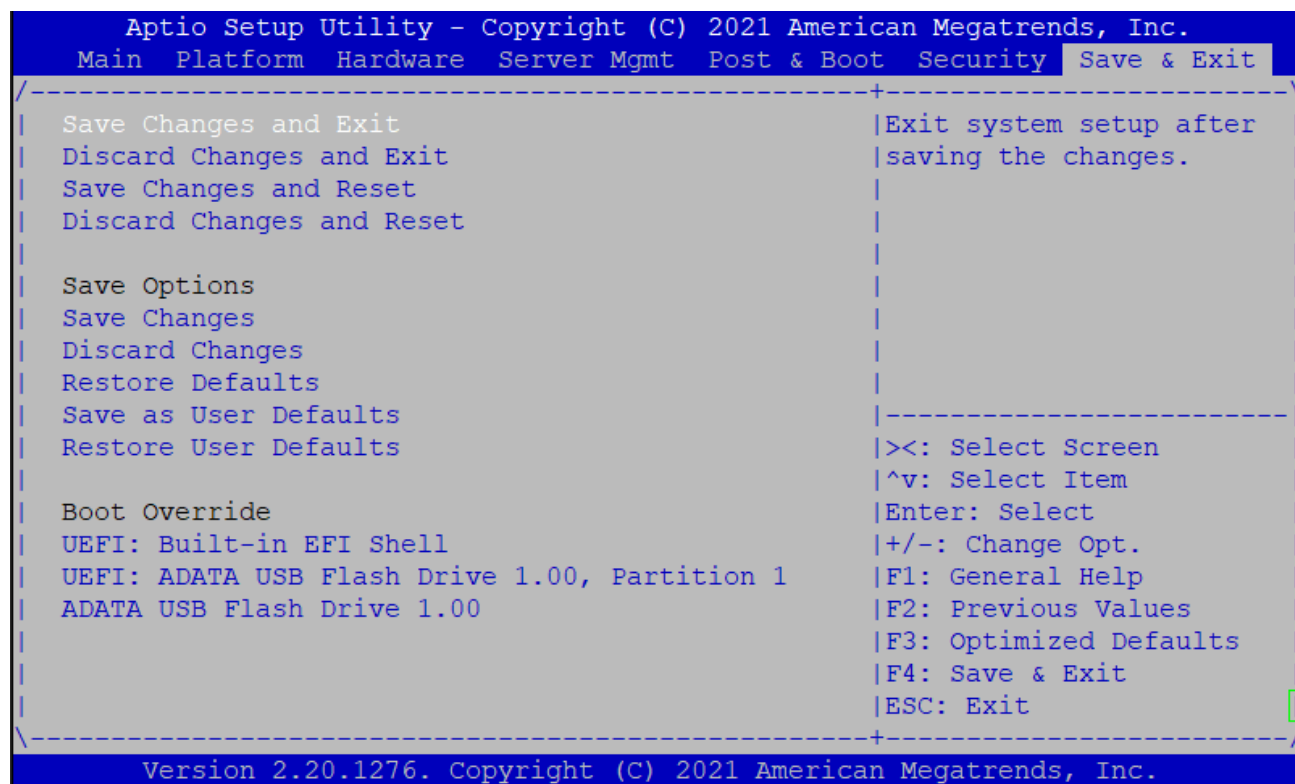 Aptio Setup Utility – Copyright (C) 2021 American Megatrends, Inc.
Main Platform Hardware Server Mgmt Post & Boot Security Save & Exit
/----------------------------------------------------+--------------------------\
| Save Changes and Exit |Exit system setup after
| Discard Changes and Exit |saving the changes.
| Save Changes and Reset |
| Discard Changes and Reset |
| |
| Save Options |
| Save Changes |
| Discard Changes |
| Restore Defaults |
| Save as User Defaults |-------------------------
| Restore User Defaults |><: Select Screen
| |^v: Select Item
| Boot Override |Enter: Select
| UEFI: Built-in EFI Shell |+/-: Change Opt.
| UEFI: ADATA USB Flash Drive 1.00, Partition 1 |F1: General Help
| ADATA USB Flash Drive 1.00 |F2: Previous Values
| |F3: Optimized Defaults
| |F4: Save & Exit
| |ESC: Exit
\----------------------------------------------------+--------------------------/
Version 2.20.1276. Copyright (C) 2021 American Megatrends, Inc.